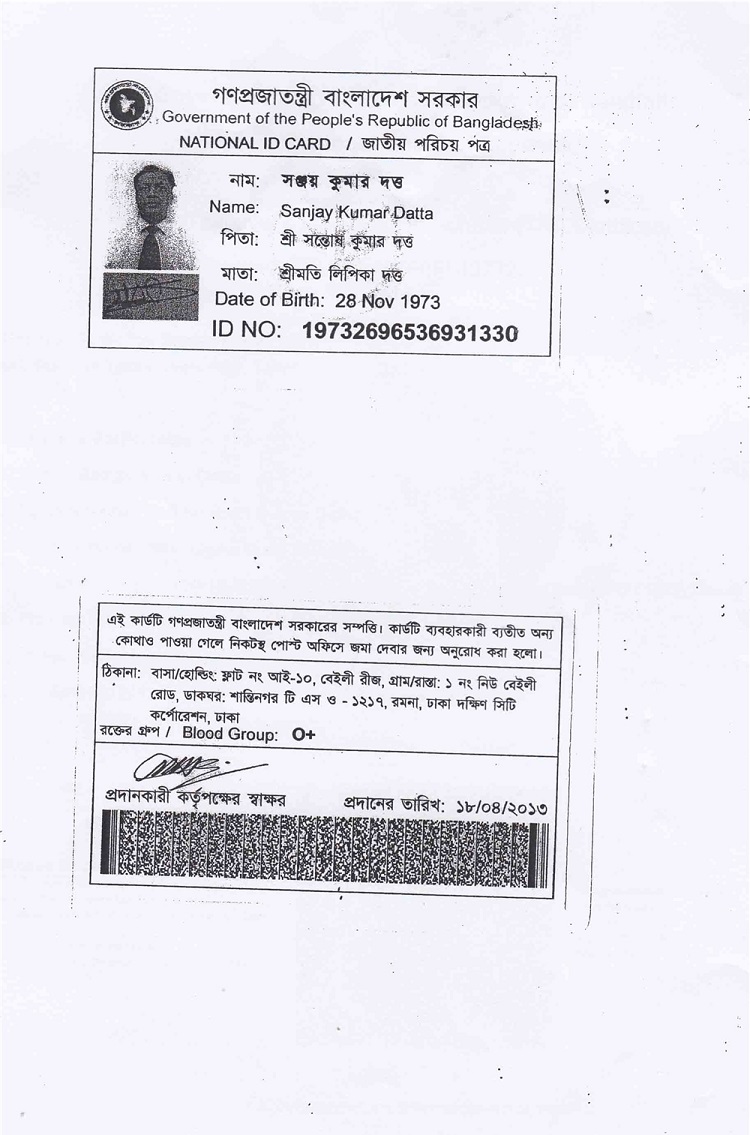 গণপ্রজাতন্ত্রী বাংলাদেশ সরকার
Government of the People's Republic of Bangladesh
NATIONAL ID CARD / জাতীয় পরিচয় পত্র
নাম: সঞ্জয় কুমার দত্ত
Name: Sanjay Kumar Datta
পিতা: শ্রী সন্তোষ কুমার দত্ত
মাতা: শ্রীমতি লিপিকা দত্ত
Date of Birth: 28 Nov 1973
ID NO: 19732696536931330
এই কার্ডটি গণপ্রজাতন্ত্রী বাংলাদেশ সরকারের সম্পত্তি। কার্ডটি ব্যবহারকারী ব্যতীত অন্য
কোথাও পাওয়া গেলে নিকটস্থ পোস্ট অফিসে জমা দেবার জন্য অনুরোধ করা হলো।
ঠিকানা: বাসা/হোল্ডিং: ফ্লাট নং আই-১০, বেইলী রীজ, গ্রাম/রাস্তা: ১ নং নিউ বেইলী
রোড, ডাকঘর: শান্তিনগর টি এস ও - ১২১৭, রমনা, ঢাকা দক্ষিণ সিটি
কর্পোরেশন, ঢাকা
রক্তের গ্রুপ / Blood Group: O+
প্রদানকারী কর্তৃপক্ষের স্বাক্ষর প্রদানের তারিখ: ১৮/০৪/২০১৩